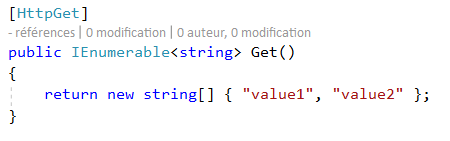 [HttpGet]
- références | 0 modification | 0 auteur, 0 modification
public IEnumerable<string> Get()
{
    return new string[] { "value1", "value2" };
}